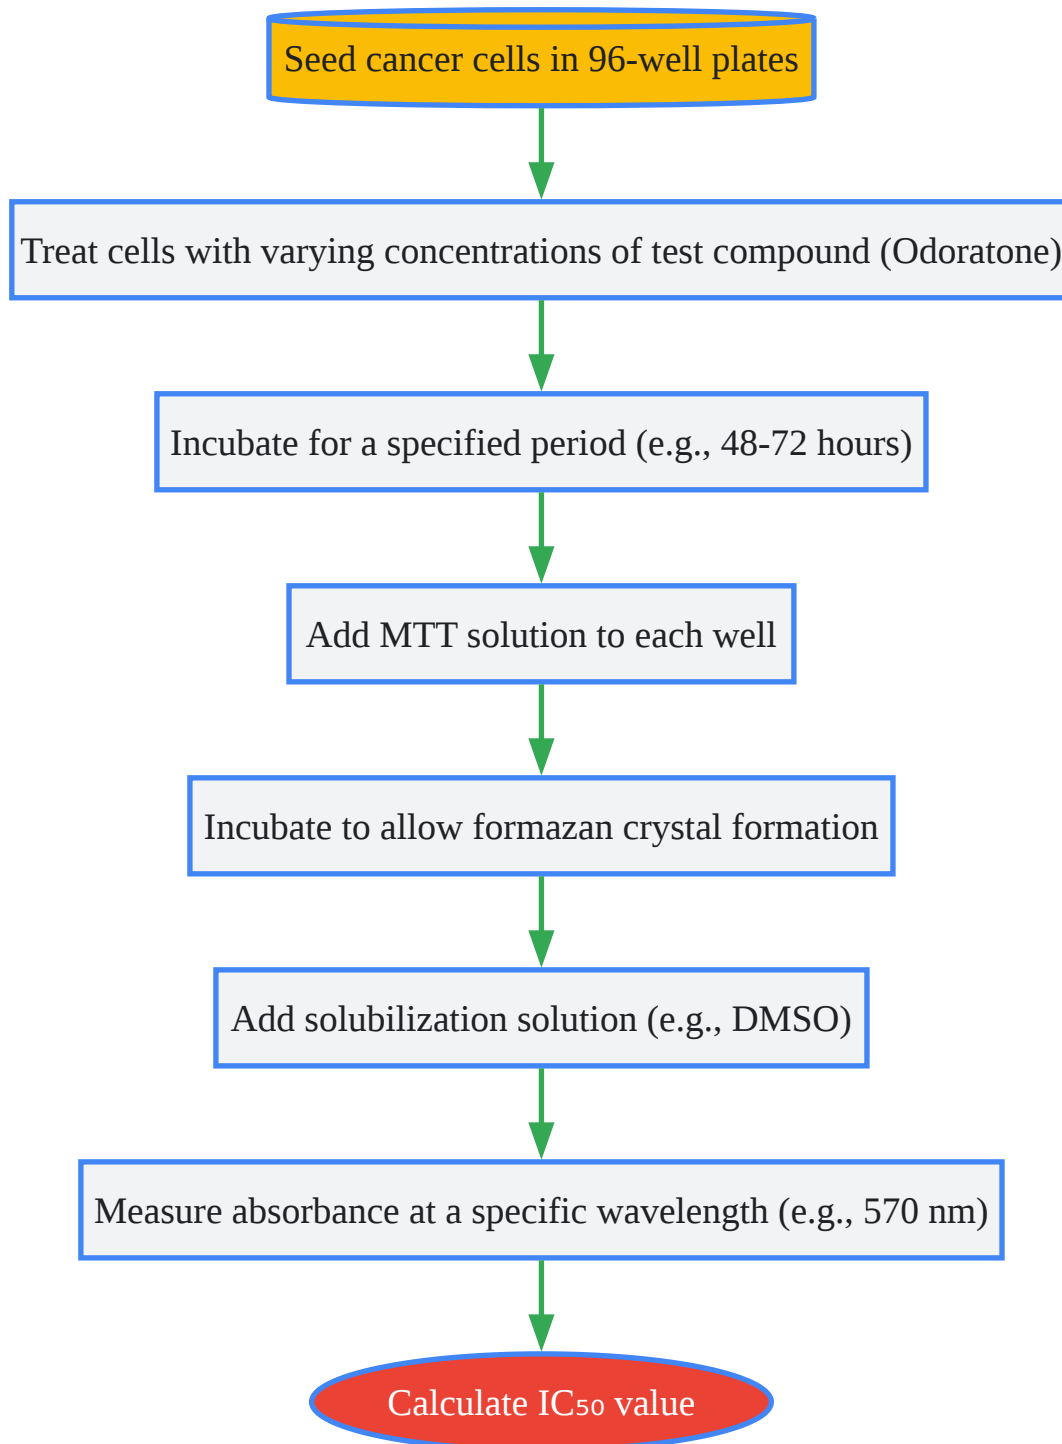 Seed cancer cells in 96-well plates
Treat cells with varying concentrations of test compound (Odoratone)
Incubate for a specified period (e.g., 48-72 hours)
Add MTT solution to each well
Incubate to allow formazan crystal formation
Add solubilization solution (e.g., DMSO)
Measure absorbance at a specific wavelength (e.g., 570 nm)
Calculate IC₅₀ value